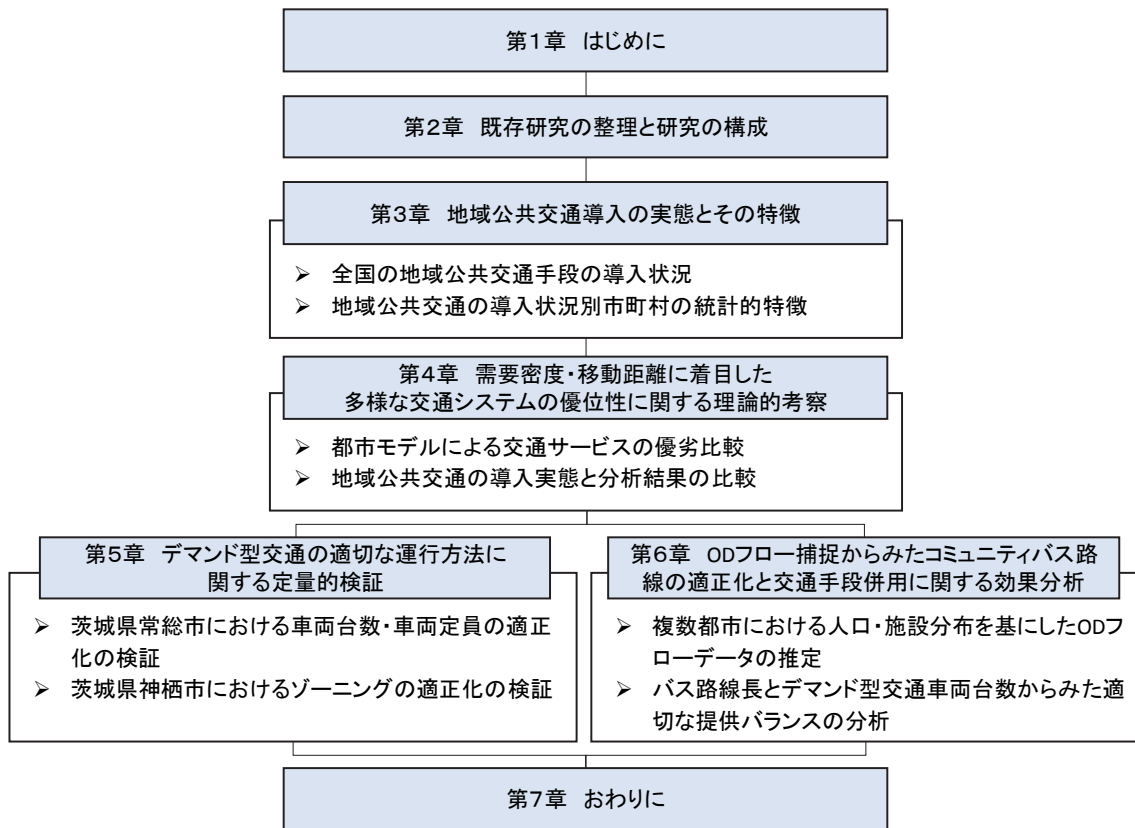 第1章 はじめに
第2章 既存研究の整理と研究の構成
第3章 地域公共交通導入の実態とその特徴
➢ 全国の地域公共交通手段の導入状況
➢ 地域公共交通の導入状況別市町村の統計的特徴
第4章 需要密度・移動距離に着目した
多様な交通システムの優位性に関する理論的考察
➢ 都市モデルによる交通サービスの優劣比較
➢ 地域公共交通の導入実態と分析結果の比較
第5章 デマンド型交通の適切な運行方法に
関する定量的検証
➢ 茨城県常総市における車両台数・車両定員の適正
化の検証
➢ 茨城県神栖市におけるゾーニングの適正化の検証
第6章 ODフロー捕捉からみたコミュニティバス路
線の適正化と交通手段併用に関する効果分析
➢ 複数都市における人口・施設分布を基にしたODフ
ローデータの推定
➢ バス路線長とデマンド型交通車両台数からみた適
切な提供バランスの分析
第7章 おわりに